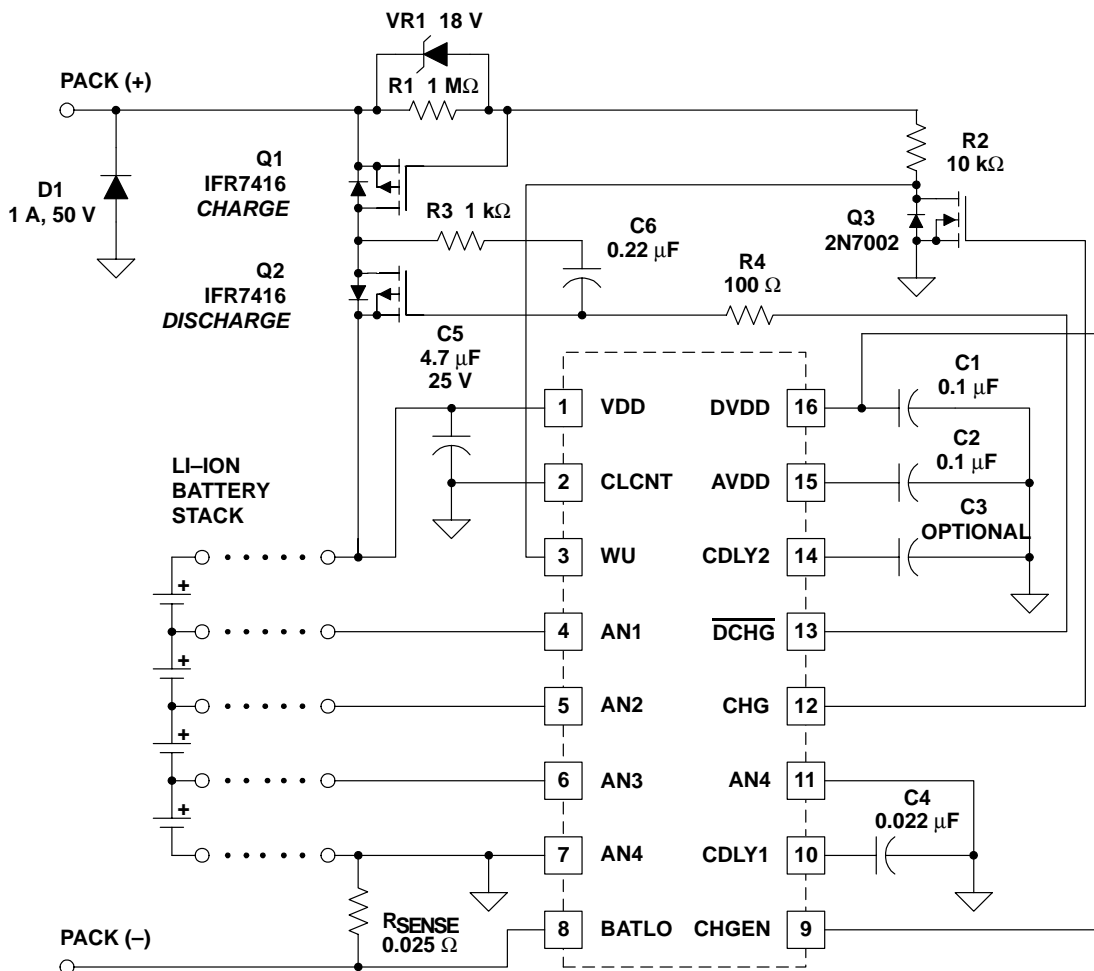 VR1 18 V
PACK (+)
R1 1 MΩ
Q1
IFR7416
CHARGE
R2
10 kΩ
D1
1 A, 50 V
R3 1 kΩ
C6
0.22 μF
Q3
2N7002
Q2
IFR7416
DISCHARGE
R4
100 Ω
C5
4.7 μF
25 V
C1
0.1 μF
1 VDD DVDD 16
C2
0.1 μF
LI–ION
BATTERY
STACK
2 CLCNT AVDD 15
C3
OPTIONAL
3 WU CDLY2 14
+
4 AN1 DCHG 13
+
5 AN2 CHG 12
+
6 AN3 AN4 11
+
C4
0.022 μF
7 AN4 CDLY1 10
RSENSE
0.025 Ω
8 BATLO CHGEN 9
PACK (–)